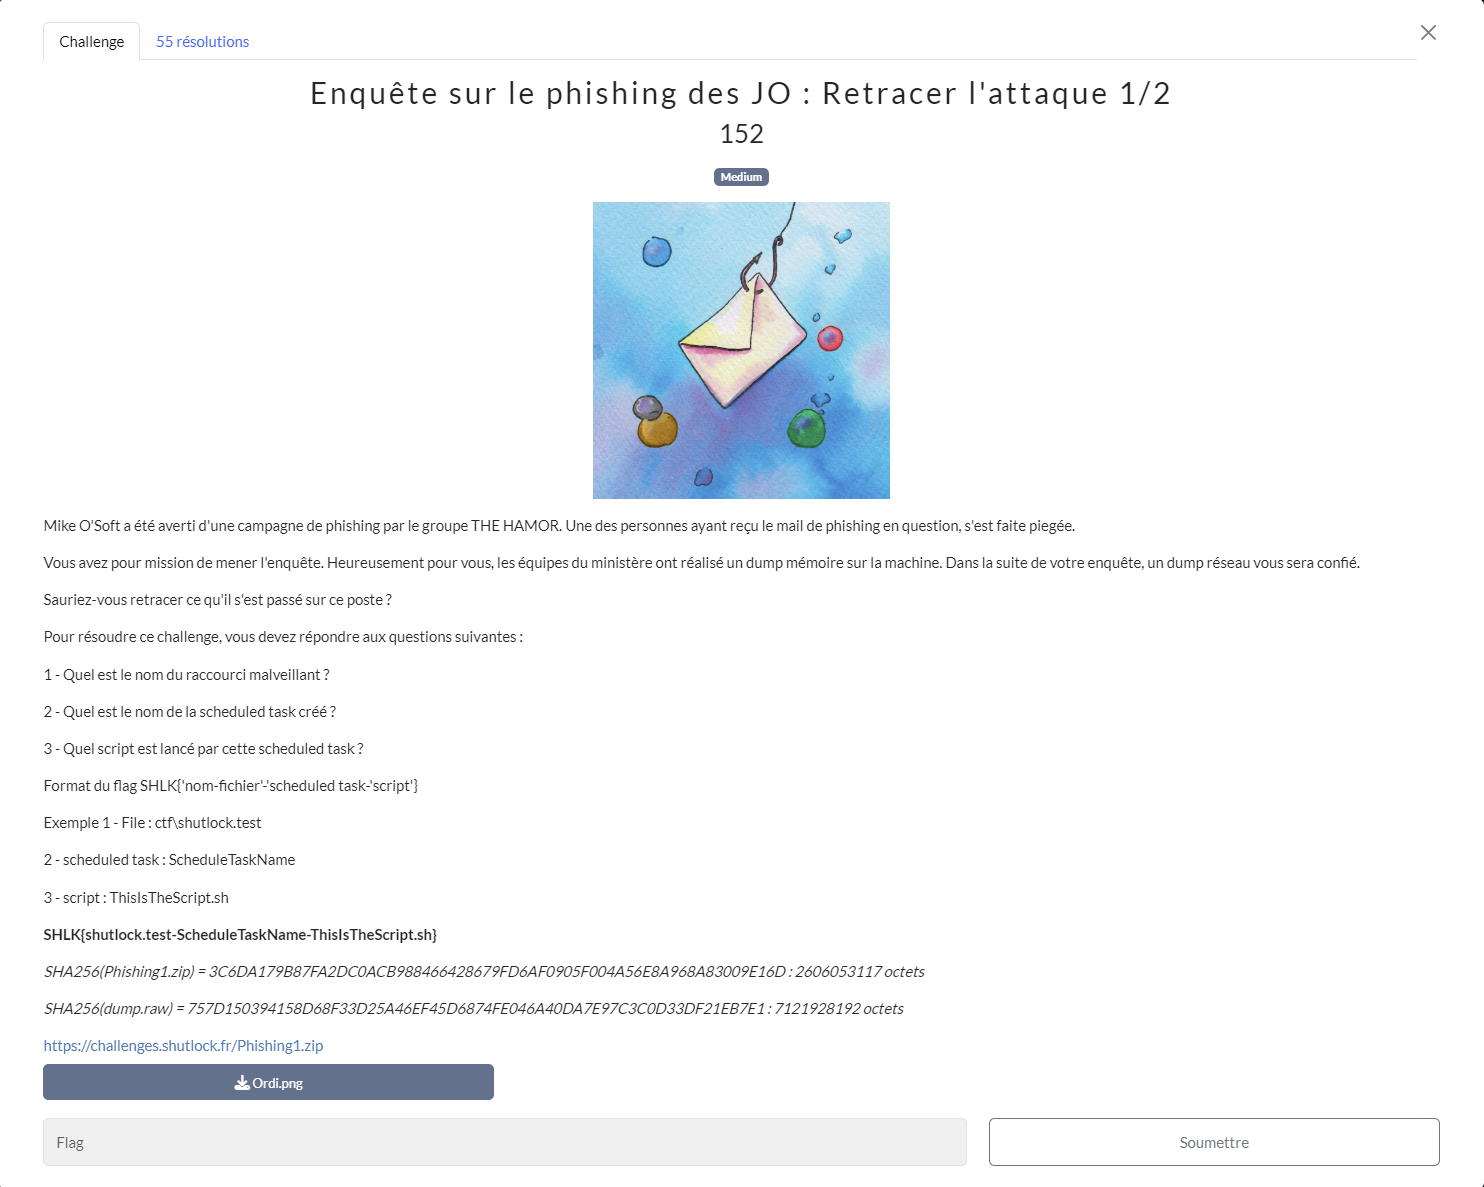 Challenge
55 résolutions
Enquête sur le phishing des JO : Retracer l'attaque 1/2
152
Medium
Mike O'Soft a été averti d'une campagne de phishing par le groupe THE HAMOR. Une des personnes ayant reçu le mail de phishing en question, s'est faite piegée.
Vous avez pour mission de mener l'enquête. Heureusement pour vous, les équipes du ministère ont réalisé un dump mémoire sur la machine. Dans la suite de votre enquête, un dump réseau vous sera confié.
Sauriez-vous retracer ce qu'il s'est passé sur ce poste ?
Pour résoudre ce challenge, vous devez répondre aux questions suivantes :
1 - Quel est le nom du raccourci malveillant ?
2 - Quel est le nom de la scheduled task créé ?
3 - Quel script est lancé par cette scheduled task ?
Format du flag SHLK{'nom-fichier'-'scheduled task-'script'}
Exemple 1 - File : ctf\shutlock.test
2 - scheduled task : ScheduleTaskName
3 - script : ThisIsTheScript.sh
SHLK{shutlock.test-ScheduleTaskName-ThisIsTheScript.sh}
SHA256(Phishing1.zip) = 3C6DA179B87FA2DC0ACB988466428679FD6AF0905F004A56E8A968A83009E16D : 2606053117 octets
SHA256(dump.raw) = 757D150394158D68F33D25A46EF45D6874FE046A40DA7E97C3C0D33DF21EB7E1 : 7121928192 octets
https://challenges.shutlock.fr/Phishing1.zip
Ordi.png
Flag
Soumettre